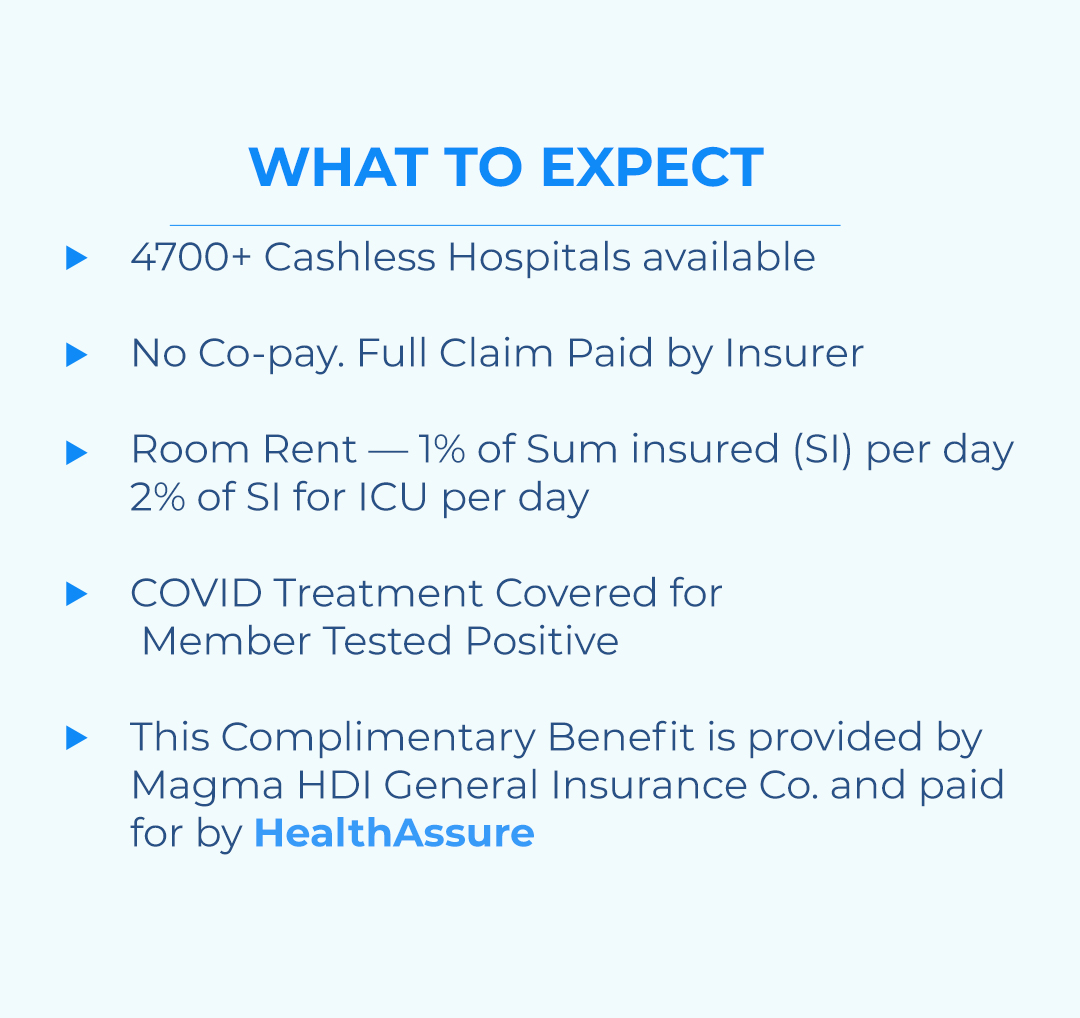 WHAT TO EXPECT
4700+ Cashless Hospitals available
No Co-pay. Full Claim Paid by Insurer
Room Rent — 1% of Sum insured (SI) per day
2% of SI for ICU per day
COVID Treatment Covered for
Member Tested Positive
This Complimentary Benefit is provided by
Magma HDI General Insurance Co. and paid
for by HealthAssure